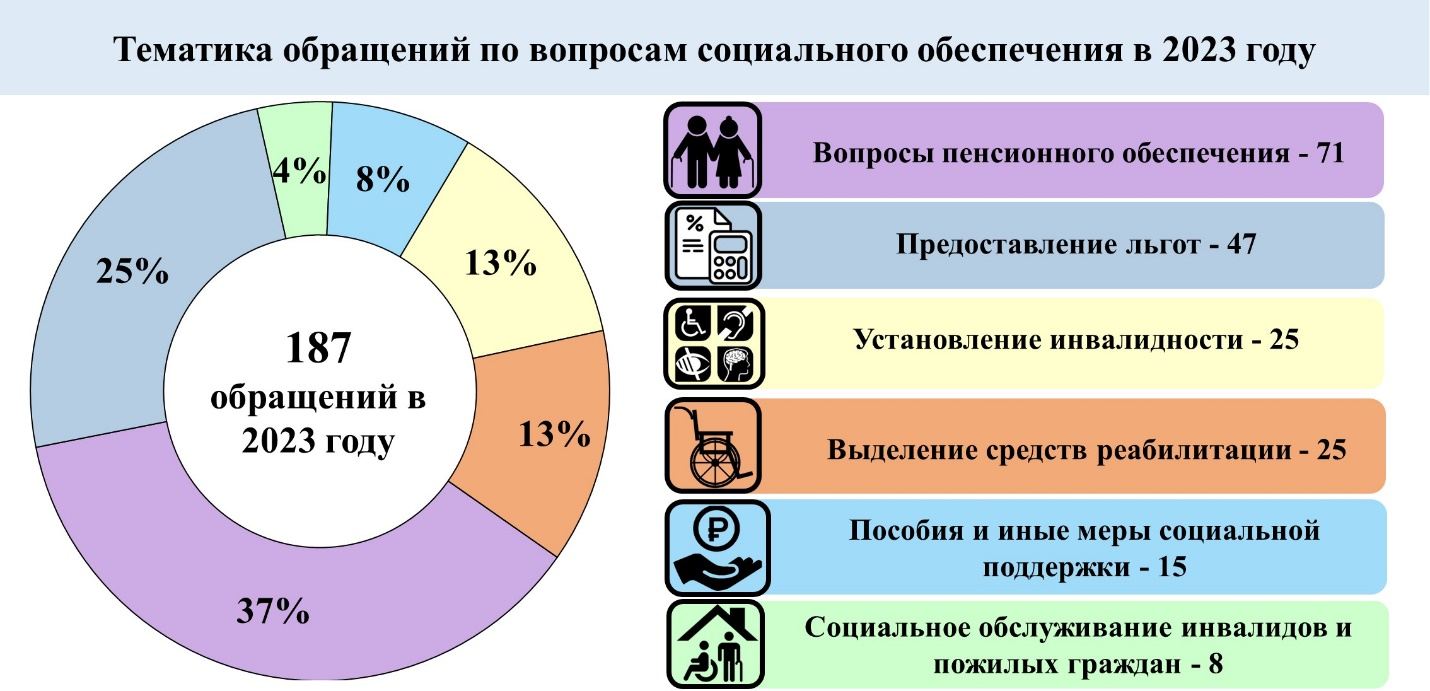 Тематика обращений по вопросам социального обеспечения в 2023 году
4%
8%
13%
25%
13%
37%
187
обращений в
2023 году
Вопросы пенсионного обеспечения - 71
%
Предоставление льгот - 47
Установление инвалидности - 25
Выделение средств реабилитации - 25
₽
Пособия и иные меры социальной
поддержки - 15
Социальное обслуживание инвалидов и
пожилых граждан - 8